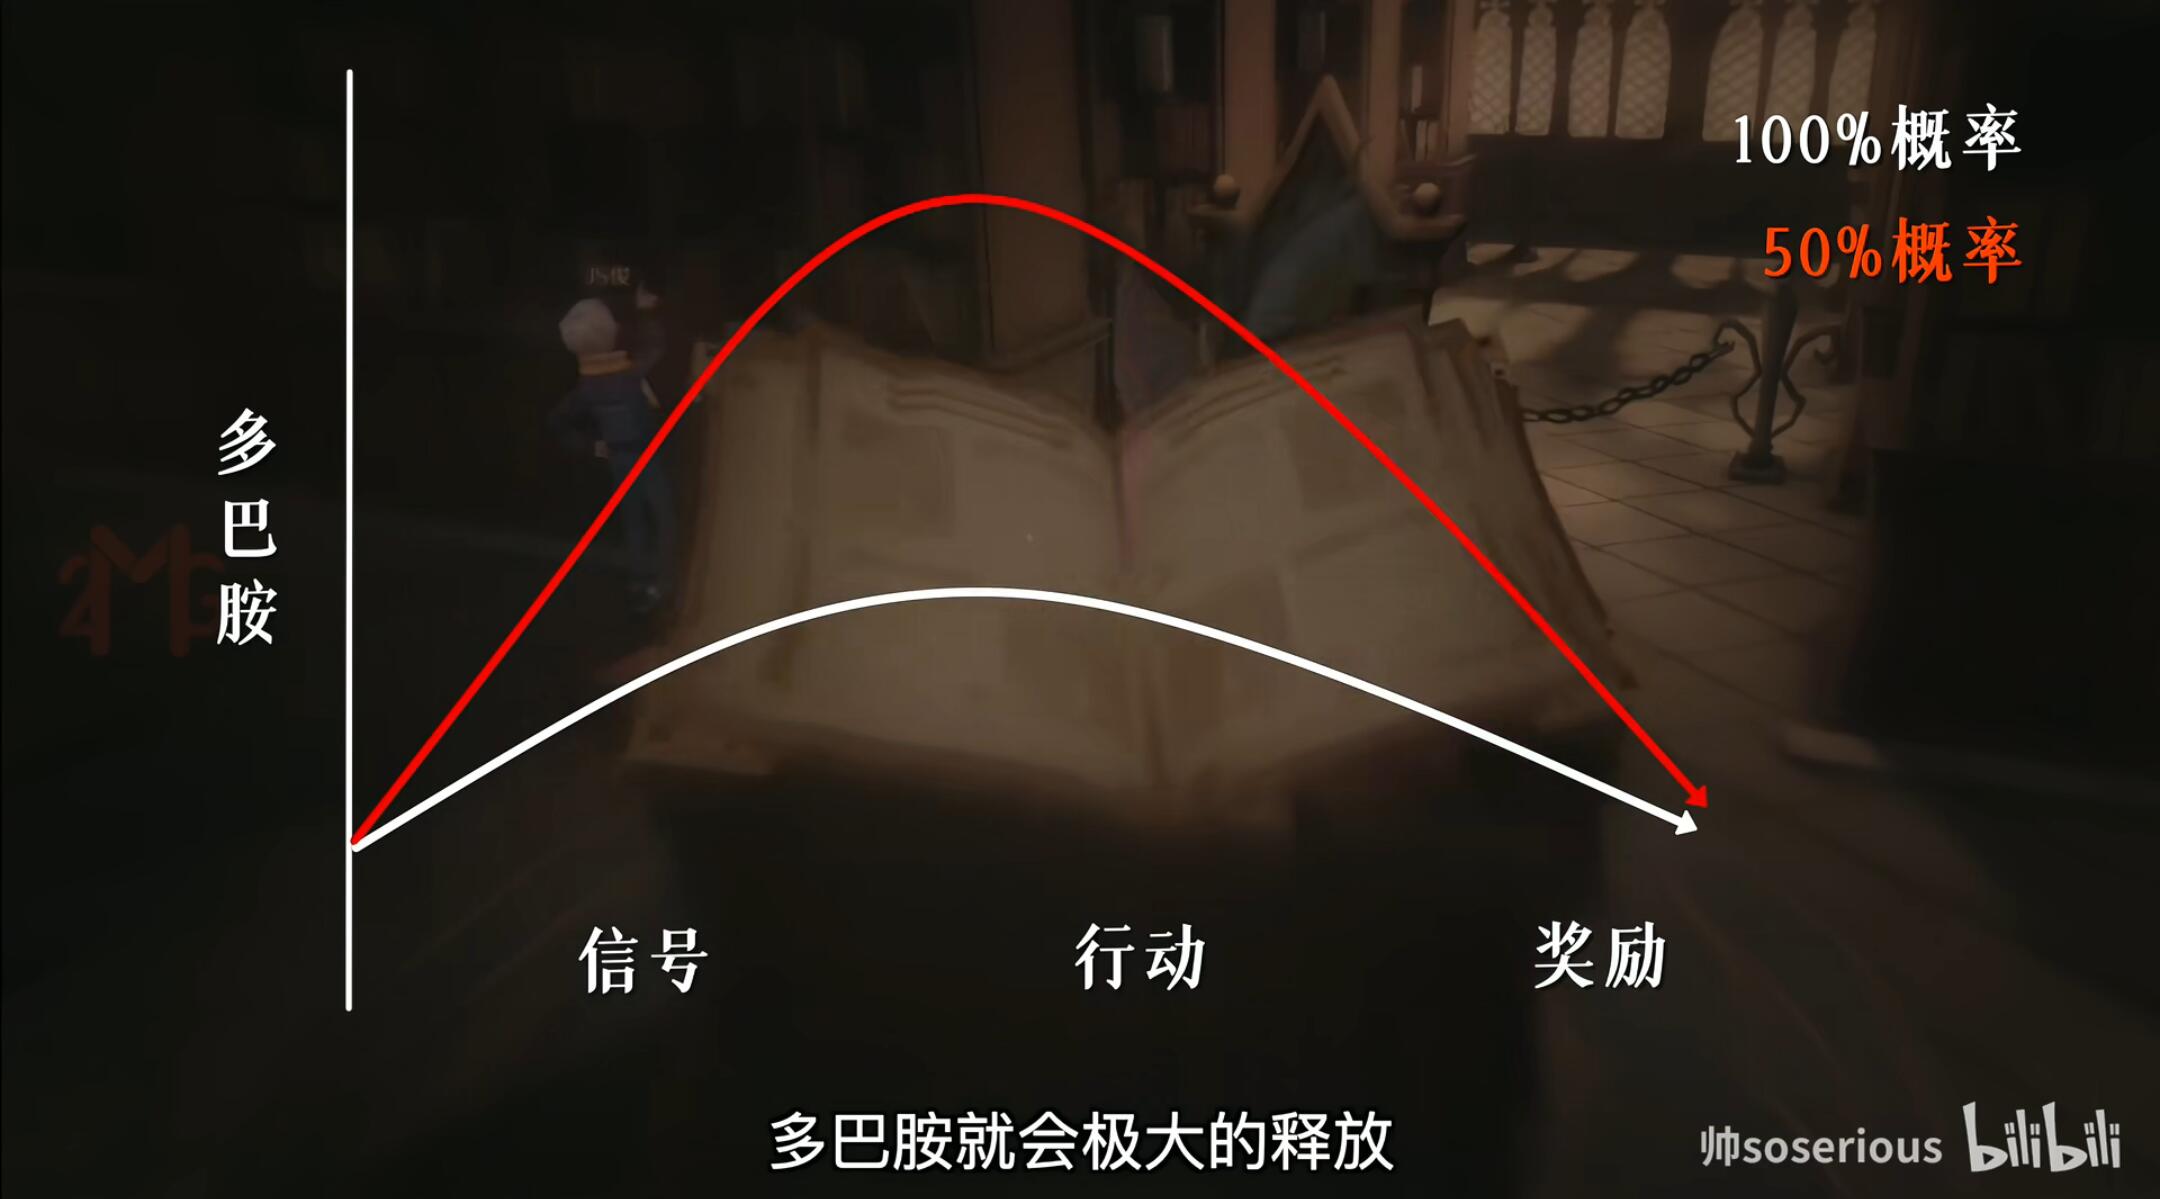 100%概率
50%概率
多巴胺
信号
行动
奖励
多巴胺就会极大的释放
帅soserious bilibili